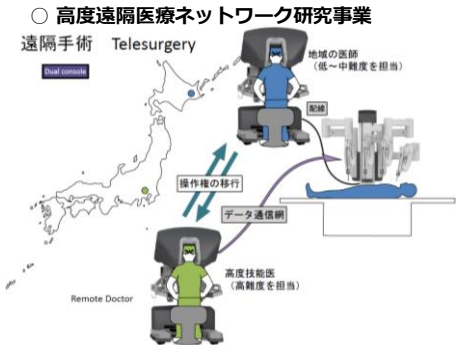 ○ 高度遠隔医療ネットワーク研究事業
遠隔手術 Telesurgery
Dual console
地域の医師
(低～中難度を担当)
配線
操作権の移行
データ通信網
高度技能医
(高難度を担当)
Remote Doctor